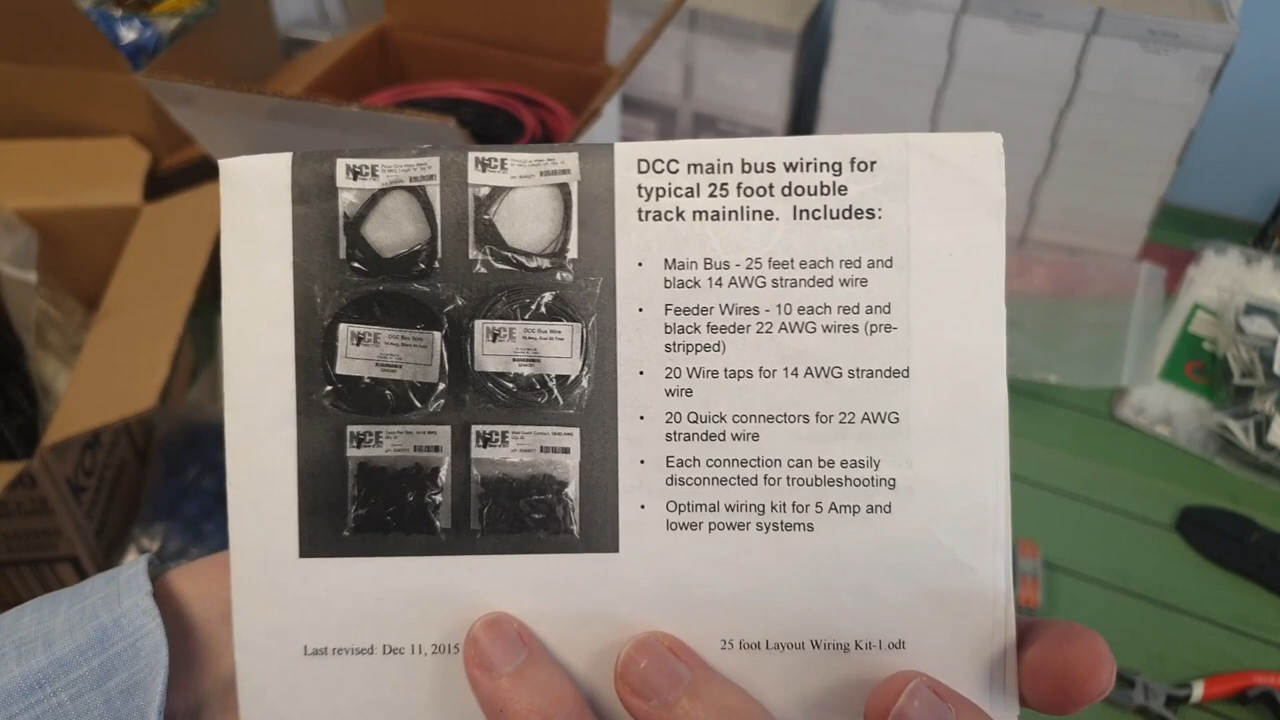 NCE
NCE
DCC main bus wiring for
typical 25 foot double
track mainline. Includes:
• Main Bus - 25 feet each red and
black 14 AWG stranded wire
• Feeder Wires - 10 each red and
black feeder 22 AWG wires (pre-
stripped)
• 20 Wire taps for 14 AWG stranded
wire
• 20 Quick connectors for 22 AWG
stranded wire
• Each connection can be easily
disconnected for troubleshooting
• Optimal wiring kit for 5 Amp and
lower power systems
NCE
DCC Bus Wire
NCE
DCC Bus Wire
NCE
NCE
Last revised: Dec 11, 2015
25 foot Layout Wiring Kit-1.odt